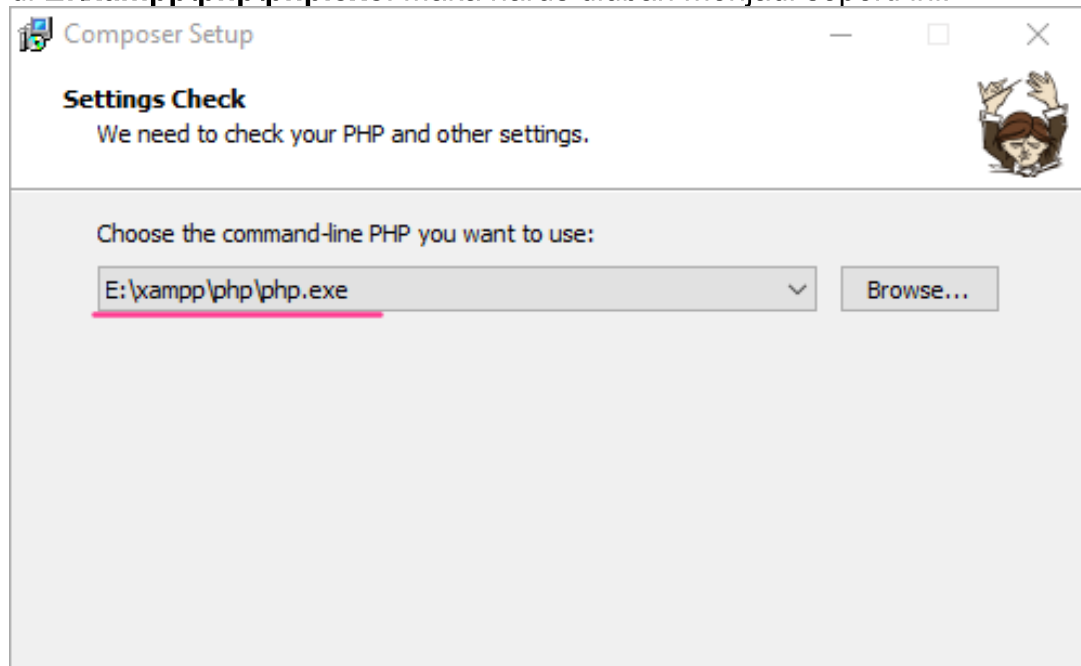 Composer Setup
Settings Check
We need to check your PHP and other settings.
Choose the command-line PHP you want to use:
E:\xampp\php\php.exe
Browse...